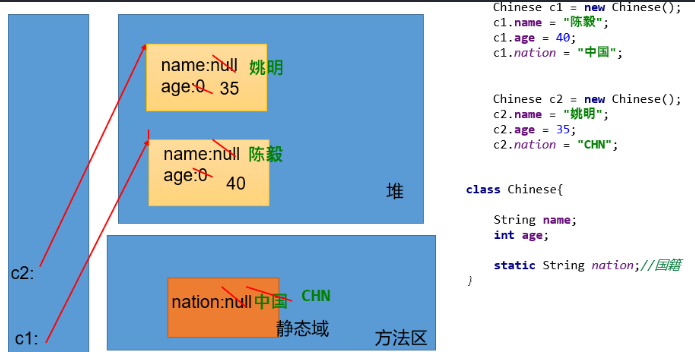 name:null 姚明
age:0 35
name:null 陈毅
age:0 40
堆
c2:
c1:
nation:null 中国 CHN
静态域
方法区
Chinese c1 = new Chinese();
c1.name = "陈毅";
c1.age = 40;
c1.nation = "中国";
Chinese c2 = new Chinese();
c2.name = "姚明";
c2.age = 35;
c2.nation = "CHN";
class Chinese{
String name;
int age;
static String nation;//国籍
}